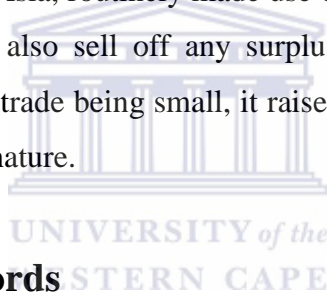 routinely made use
also sell off any surplu
trade being small, it raise
nature.
UNIVERSITY of the
ords
WESTERN CAPE